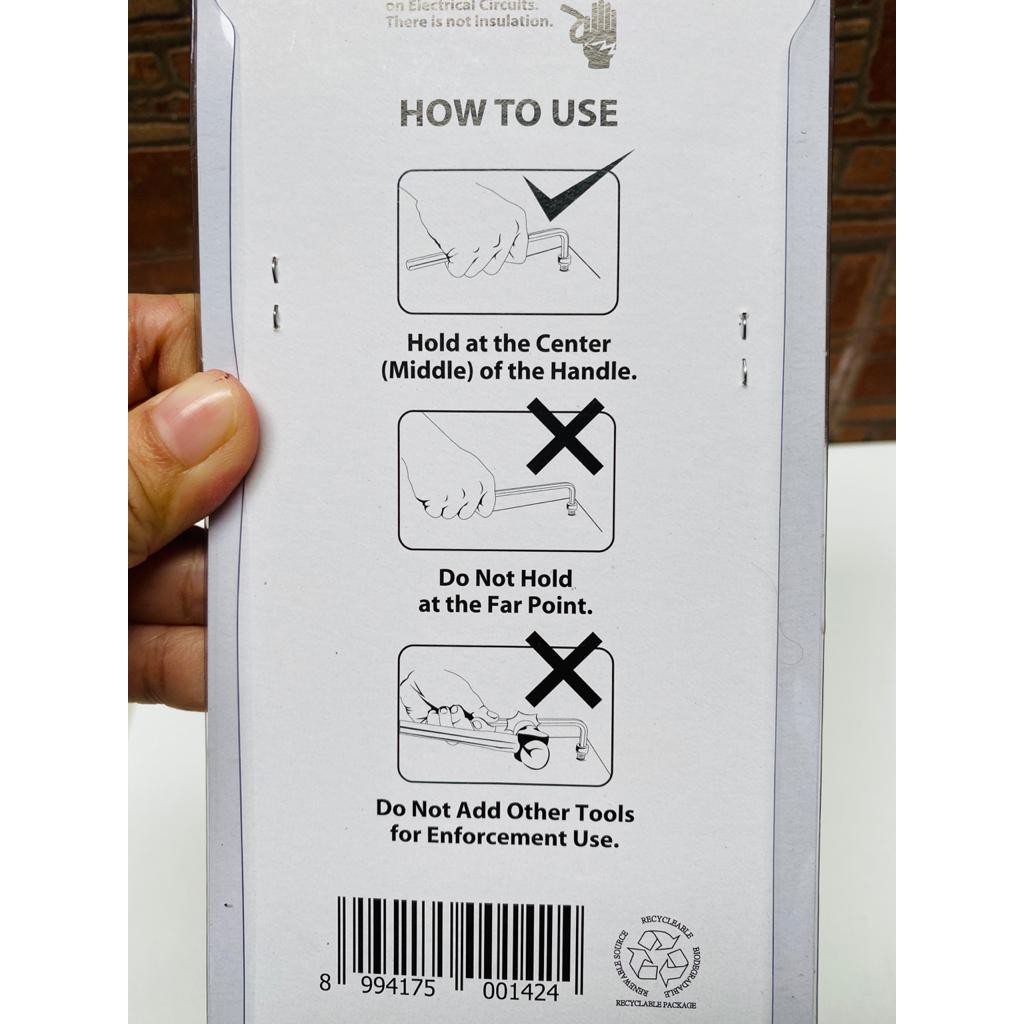 on Electrical Circuits.
There is not Insulation.
HOW TO USE
Hold at the Center
(Middle) of the Handle.
Do Not Hold
at the Far Point.
Do Not Add Other Tools
for Enforcement Use.
8 994175 001424
RECYCLEABLE
BIODEGRADABLE
RENEWABLE SOURCE
RECYCLABLE PACKAGE